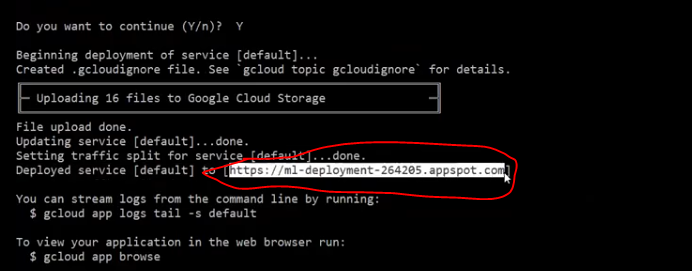 Do you want to continue (Y/n)?  Y
Beginning deployment of service [default]...
Created .gcloudignore file. See `gcloud topic gcloudignore` for details.
Uploading 16 files to Google Cloud Storage
File upload done.
Updating service [default]...done.
Setting traffic split for service [default]...done.
Deployed service [default] to [https://ml-deployment-264205.appspot.com]
You can stream logs from the command line by running:
$ gcloud app logs tail -s default
To view your application in the web browser run:
$ gcloud app browse